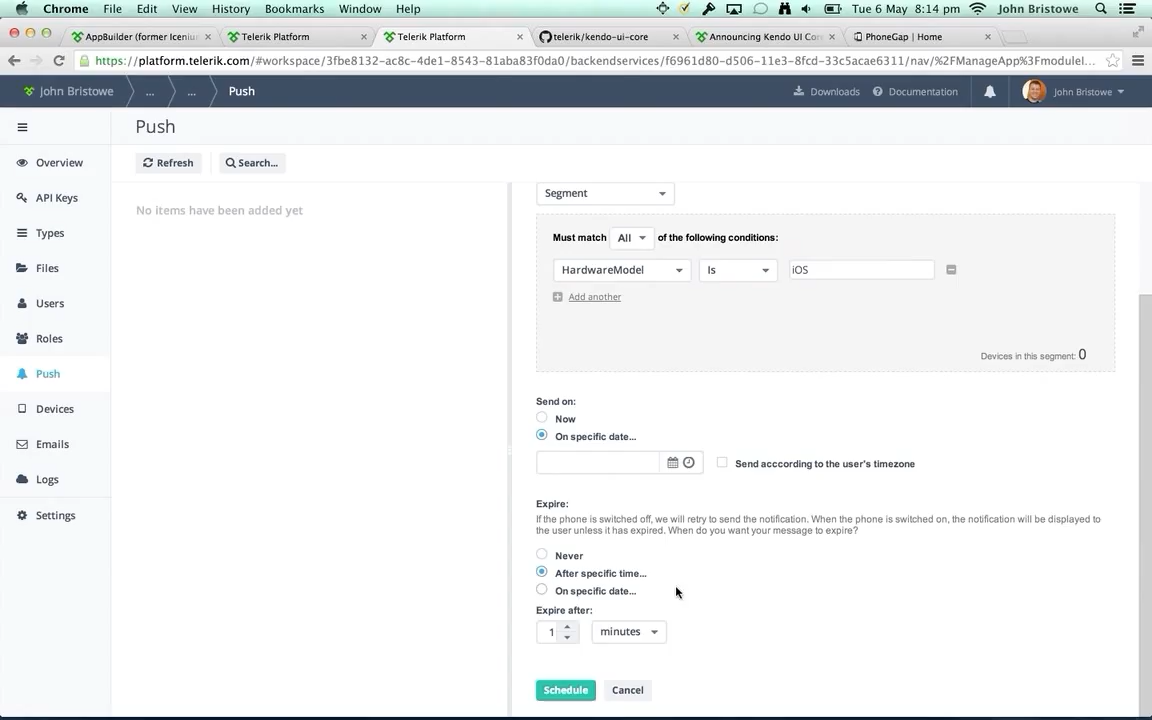 Chrome File Edit View History Bookmarks Window Help Tue 6 May 8:14 pm John Bristowe
AppBuilder (former Iceniu Telerik Platform Telerik Platform telerik/kendo-ui-core Announcing Kendo UI Co PhoneGap | Home
https://platform.telerik.com/#workspace/3fbe8132-ac8c-4de1-8543-81aba83f0da0/backendservices/f6961d80-d506-11e3-8fcd-33c5acae6311/nav/%2FManageApp%3Fmodulel...
John Bristowe ... ... Push Downloads Documentation John Bristowe
Push
Refresh Search...
No items have been added yet
Overview
API Keys
Types
Files
Users
Roles
Push
Devices
Emails
Logs
Settings
Segment
Must match All of the following conditions:
HardwareModel Is iOS
Add another
Devices in this segment: 0
Send on:
Now
On specific date...
Send acccording to the user's timezone
Expire:
If the phone is switched off, we will retry to send the notification. When the phone is switched on, the notification will be displayed to
the user unless it has expired. When do you want your message to expire?
Never
After specific time...
On specific date...
Expire after:
1 minutes
Schedule Cancel